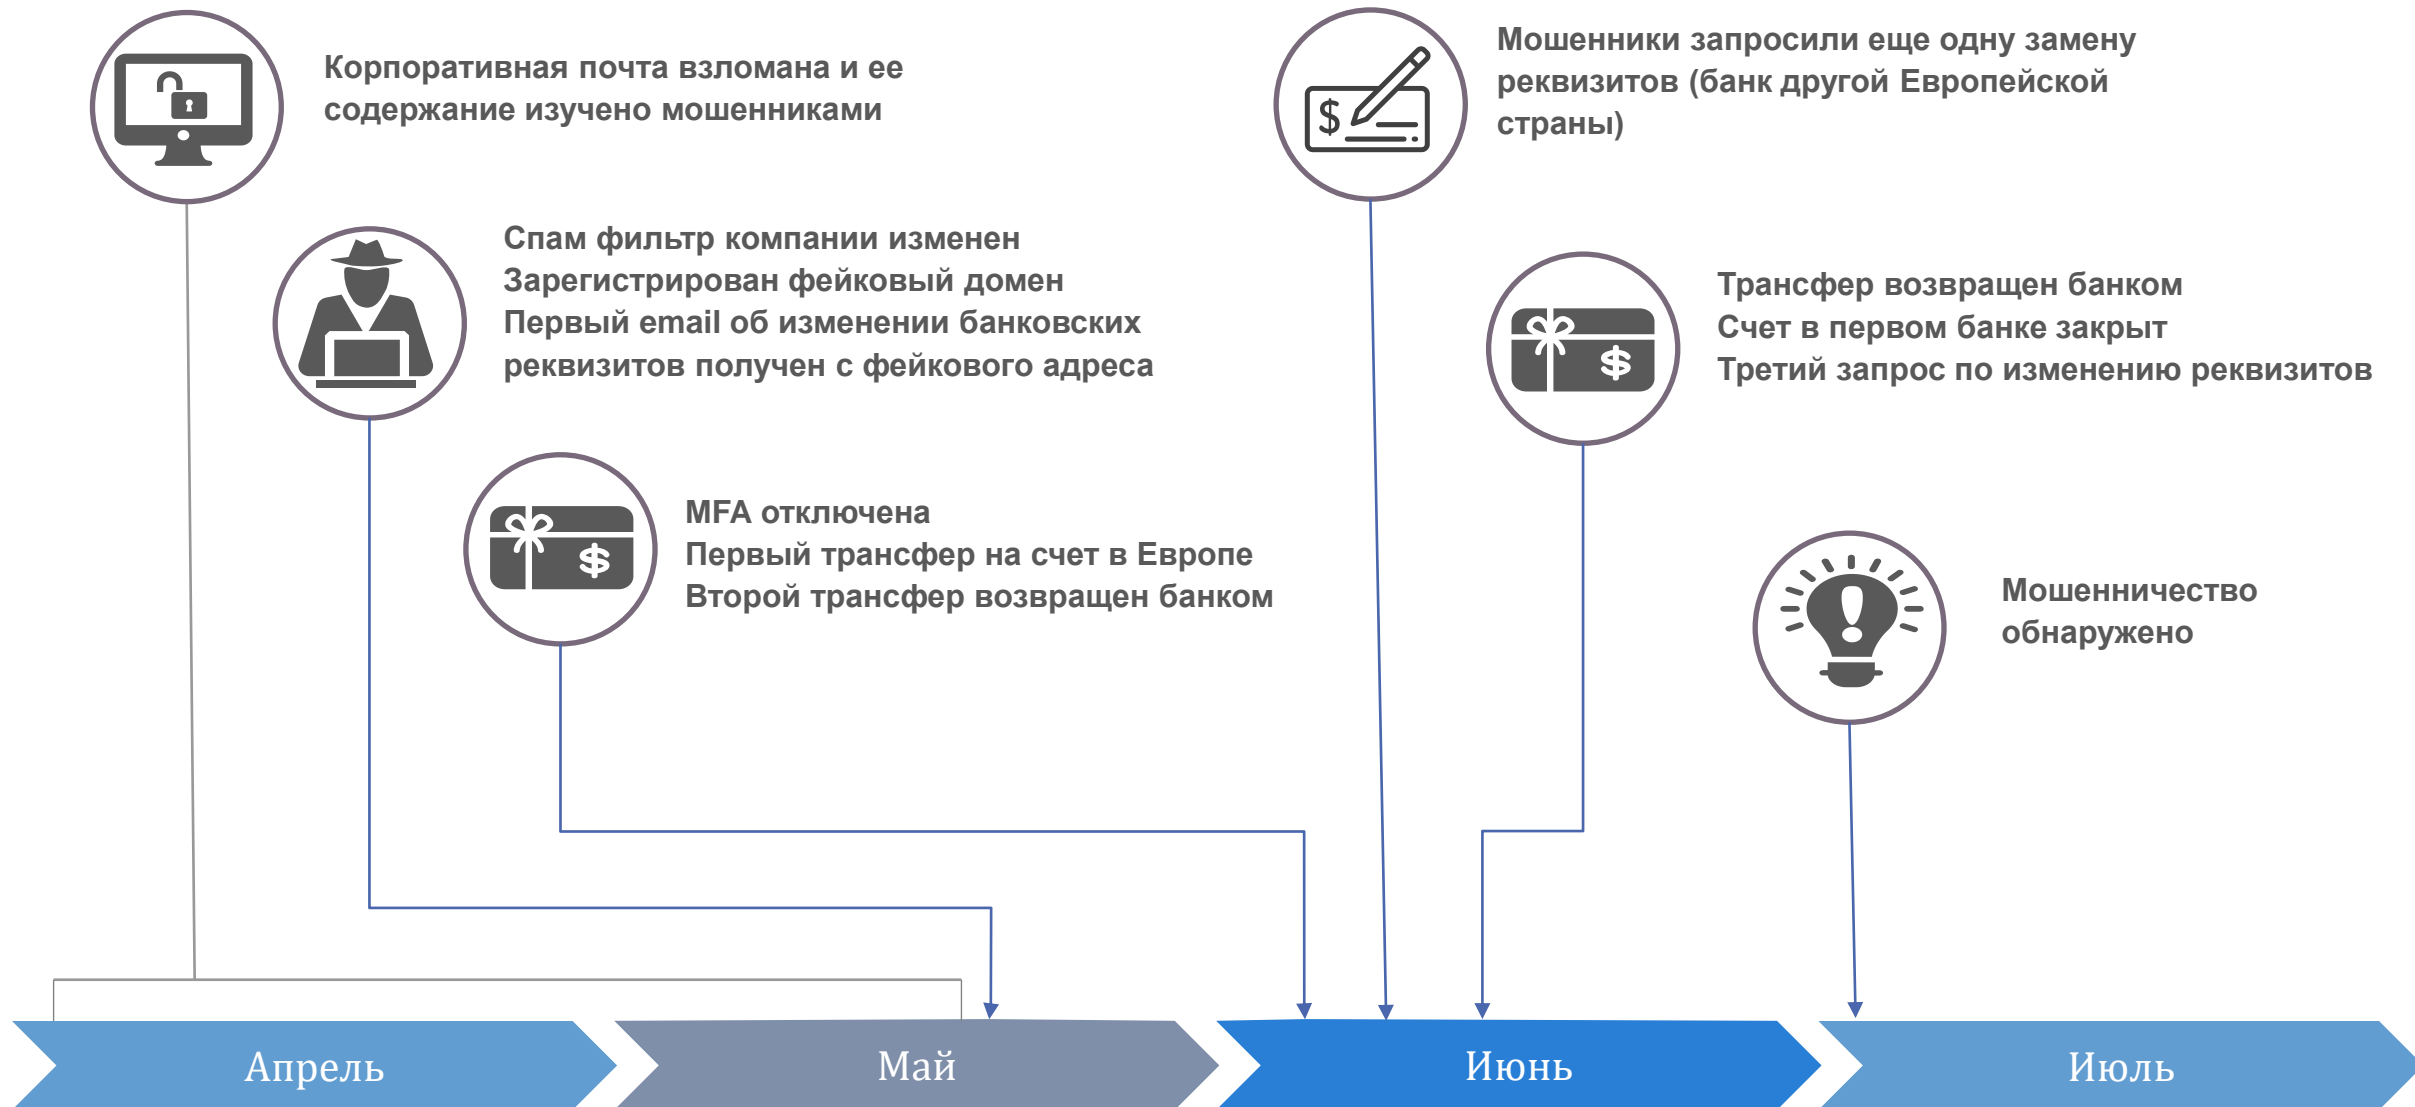 Корпоративная почта взломана и ее
содержание изучено мошенниками
Спам фильтр компании изменен
Зарегистрирован фейковый домен
Первый email об изменении банковских
реквизитов получен с фейкового адреса
MFA отключена
Первый трансфер на счет в Европе
Второй трансфер возвращен банком
Мошенники запросили еще одну замену
реквизитов (банк другой Европейской
страны)
Трансфер возвращен банком
Счет в первом банке закрыт
Третий запрос по изменению реквизитов
Мошенничество
обнаружено
Апрель
Май
Июнь
Июль